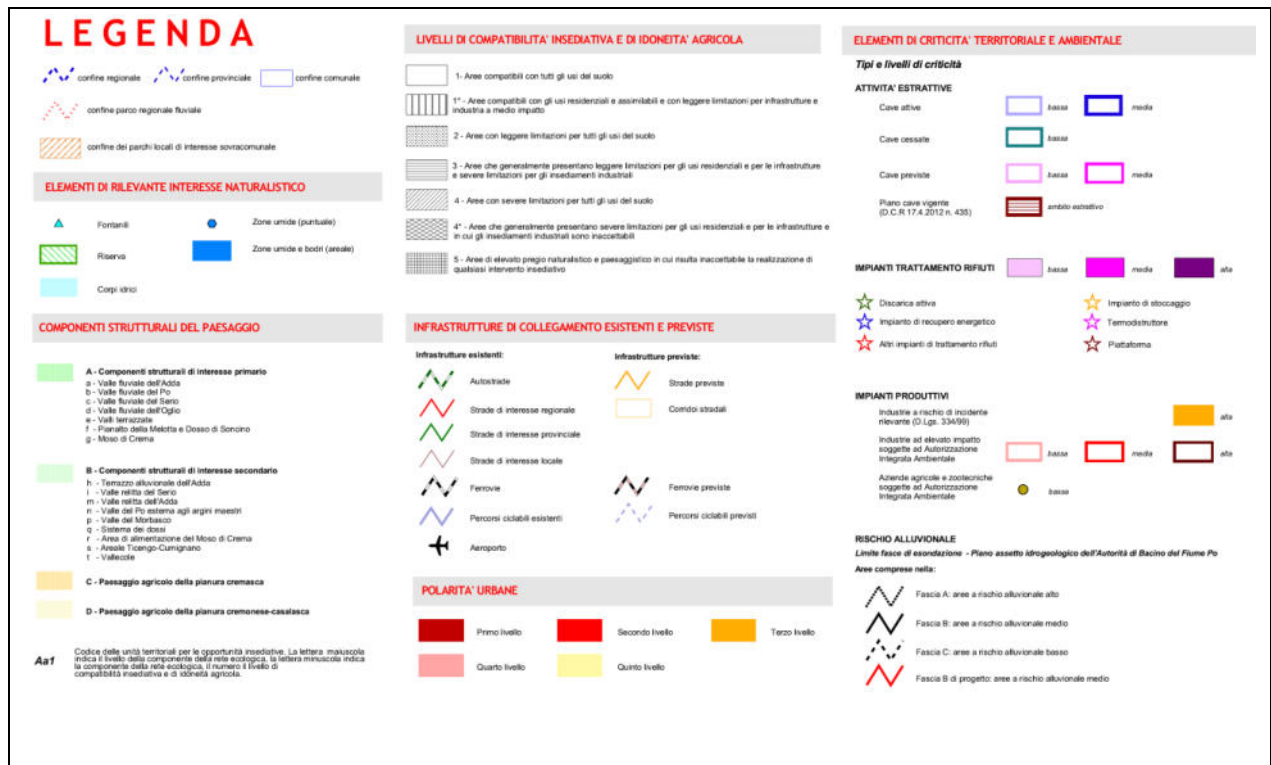 LEGENDA
confine regionale
confine provinciale
confine comunale
confine parco regionale fluviale
confine dei parchi locali di interesse sovracomunale
ELEMENTI DI RILEVANTE INTERESSE NATURALISTICO
Fontanili
Zone umide (puntuale)
Riserva
Zone umide e bodri (areale)
Corpi idrici
COMPONENTI STRUTTURALI DEL PAESAGGIO
A - Componenti strutturali di interesse primario
a - Valle fluviale dell'Adda
b - Valle fluviale del Po
c - Valle fluviale del Serio
d - Valle fluviale dell'Oglio
e - Valli terrazzate
f - Pianalto della Melotta e Dosso di Soncino
g - Moso di Crema
B - Componenti strutturali di interesse secondario
h - Terrazzo alluvionale dell'Adda
l - Valle relitta del Serio
m - Valle relitta dell'Adda
n - Valle del Po esterna agli argini maestri
p - Valle del Morbasco
q - Sistema dei dossi
r - Area di alimentazione del Moso di Crema
s - Areale Ticengo-Cumignano
t - Vallecole
C - Paesaggio agricolo della pianura cremasca
D - Paesaggio agricolo della pianura cremonese-casalasca
Aa1
Codice delle unità territoriali per le opportunità insediative. La lettera maiuscola
indica il livello della componente della rete ecologica, la lettera minuscola indica
la componente della rete ecologica, il numero il livello di
compatibilità insediativa e di idoneità agricola.
LIVELLI DI COMPATIBILITA' INSEDIATIVA E DI IDONEITA' AGRICOLA
1- Aree compatibili con tutti gli usi del suolo
1* - Aree compatibili con gli usi residenziali e assimilabili e con leggere limitazioni per infrastrutture e
industria a medio impatto
2 - Aree con leggere limitazioni per tutti gli usi del suolo
3 - Aree che generalmente presentano leggere limitazioni per gli usi residenziali e per le infrastrutture
e severe limitazioni per gli insediamenti industriali
4 - Aree con severe limitazioni per tutti gli usi del suolo
4* - Aree che generalmente presentano severe limitazioni per gli usi residenziali e per le infrastrutture e
in cui gli insediamenti industriali sono inaccettabili
5 - Aree di elevato pregio naturalistico e paesaggistico in cui risulta inaccettabile la realizzazione di
qualsiasi intervento insediativo
INFRASTRUTTURE DI COLLEGAMENTO ESISTENTI E PREVISTE
Infrastrutture esistenti:
Infrastrutture previste:
Autostrade
Strade previste
Strade di interesse regionale
Corridoi stradali
Strade di interesse provinciale
Strade di interesse locale
Ferrovie
Ferrovie previste
Percorsi ciclabili esistenti
Percorsi ciclabili previsti
Aeroporto
POLARITA' URBANE
Primo livello
Secondo livello
Terzo livello
Quarto livello
Quinto livello
ELEMENTI DI CRITICITA' TERRITORIALE E AMBIENTALE
Tipi e livelli di criticità
ATTIVITA' ESTRATTIVE
Cave attive
bassa
media
Cave cessate
bassa
Cave previste
bassa
media
Piano cave vigente
(D.C.R 17.4.2012 n. 435)
ambito estrattivo
IMPIANTI TRATTAMENTO RIFIUTI
bassa
media
alta
Discarica attiva
Impianto di stoccaggio
Impianto di recupero energetico
Termodistruttore
Altri impianti di trattamento rifiuti
Piattaforma
IMPIANTI PRODUTTIVI
Industrie a rischio di incidente
rilevante (D.Lgs. 334/99)
alta
Industrie ad elevato impatto
soggette ad Autorizzazione
Integrata Ambientale
bassa
media
alta
Aziende agricole e zootecniche
soggette ad Autorizzazione
Integrata Ambientale
bassa
RISCHIO ALLUVIONALE
Limite fasce di esondazione - Piano assetto idrogeologico dell'Autorità di Bacino del Fiume Po
Aree comprese nella:
Fascia A: aree a rischio alluvionale alto
Fascia B: aree a rischio alluvionale medio
Fascia C: aree a rischio alluvionale basso
Fascia B di progetto: aree a rischio alluvionale medio